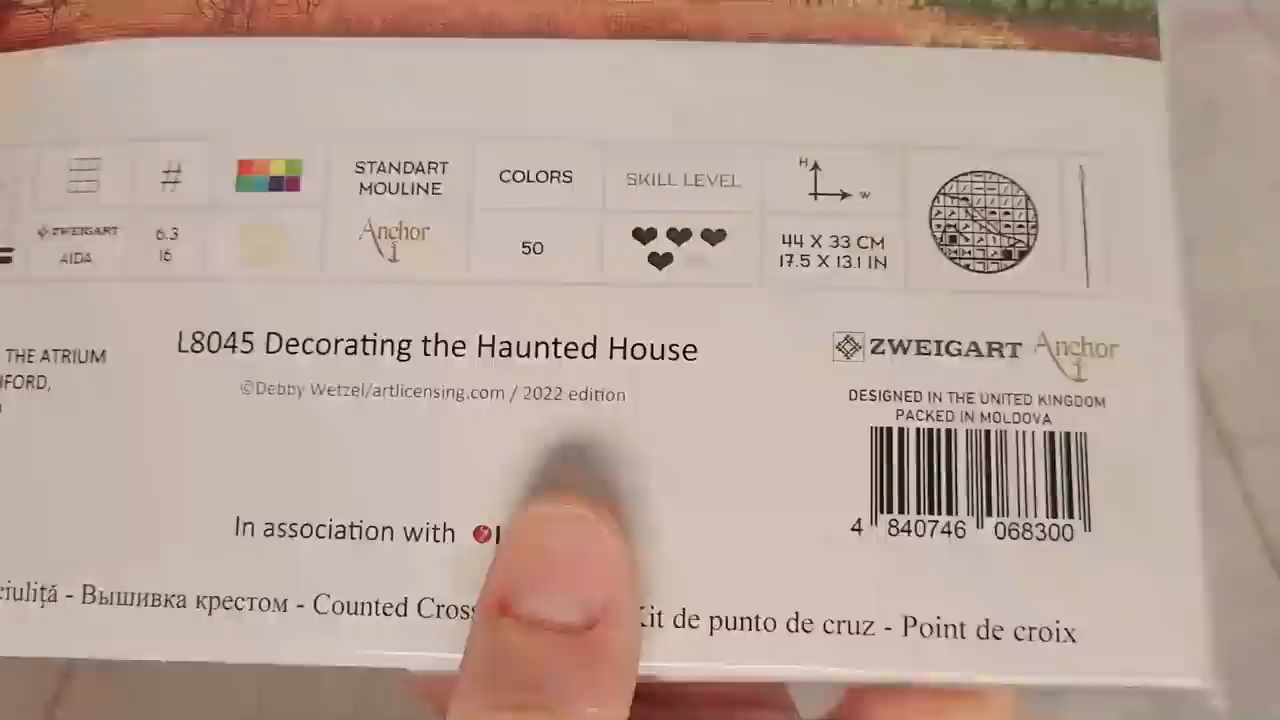 #
STANDART
MOULINE
COLORS
SKILL LEVEL
H
W
ZWEIGART
AIDA
6.3
16
Anchor
50
44 X 33 CM
17.5 X 13.1 IN
THE ATRIUM
L8045 Decorating the Haunted House
©Debby Wetzel/artlicensing.com / 2022 edition
ZWEIGART Anchor
DESIGNED IN THE UNITED KINGDOM
PACKED IN MOLDOVA
4 840746 068300
In association with
- Вышивка крестом - Counted Cros
it de punto de cruz - Point de croix